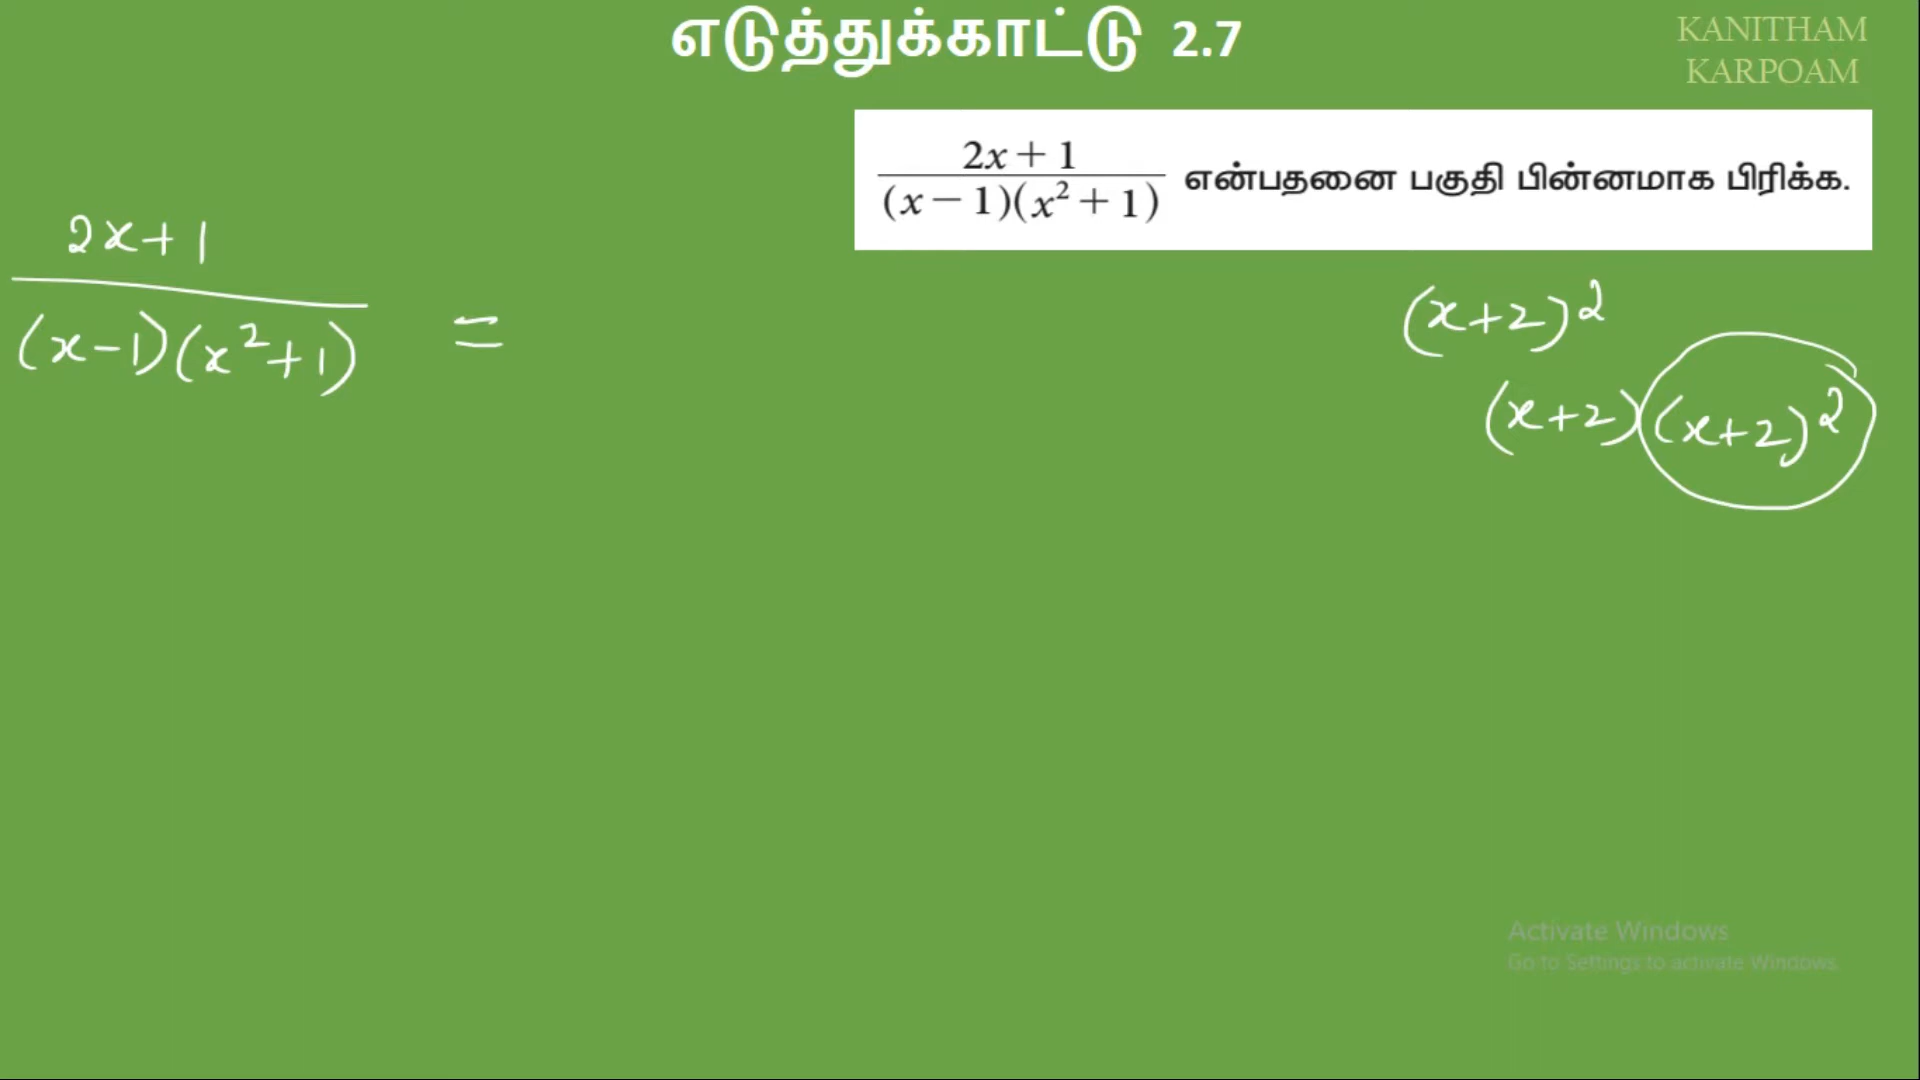 எடுத்துக்காட்டு 2.7
KANITHAM
KARPOAM
2x + 1
(x − 1)(x² + 1) என்பதனை பகுதி பின்னமாக பிரிக்க.
2x+1
(x-1)(x²+1) =
(x+2)²
(x+2)(x+2)²
Activate Windows
Go to Settings to activate Windows.